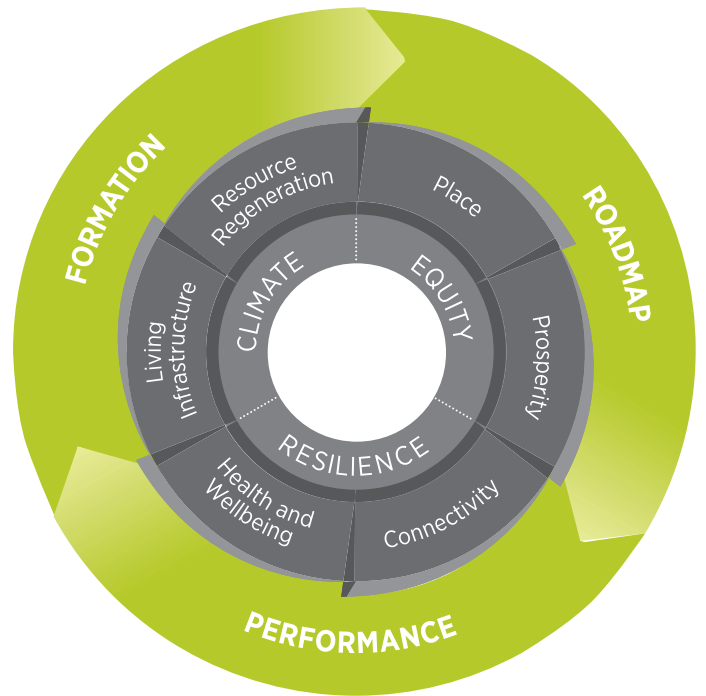 FORMATION
ROADMAP
PERFORMANCE
Resource
Regeneration
Place
Prosperity
Connectivity
Health and
Wellbeing
Living
Infrastructure
CLIMATE
EQUITY
RESILIENCE